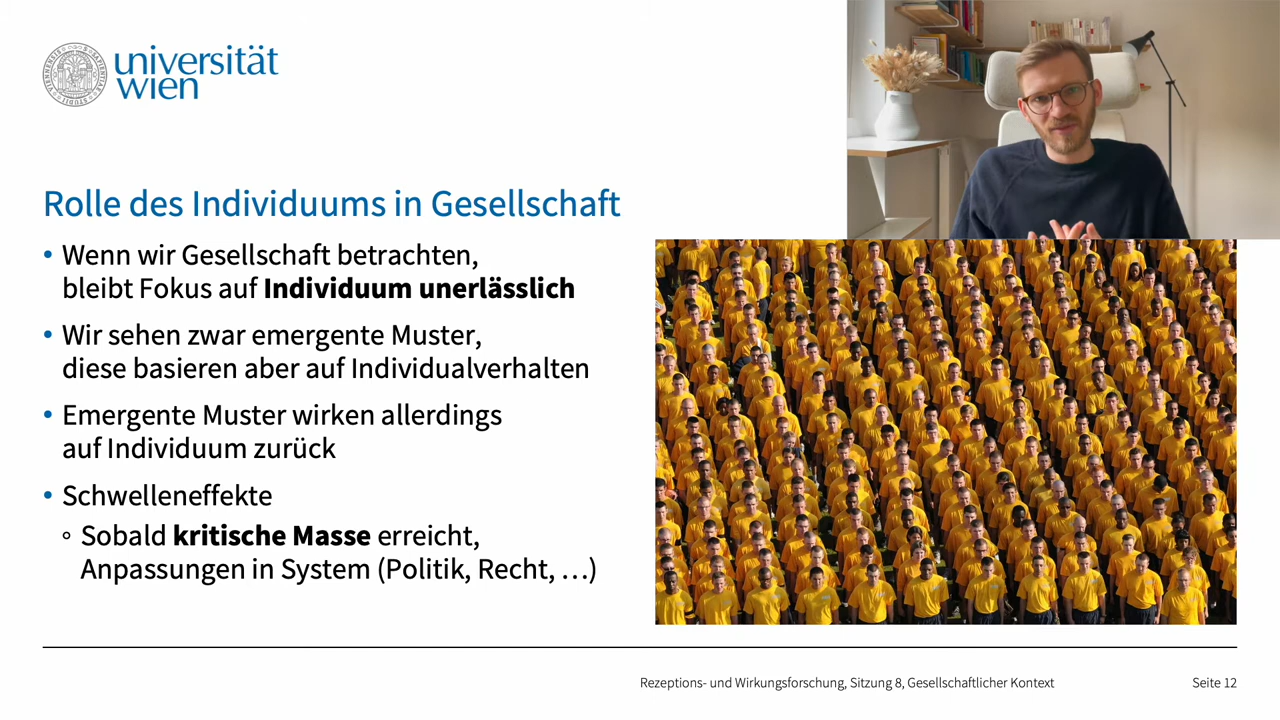 universität
wien
Rolle des Individuums in Gesellschaft
• Wenn wir Gesellschaft betrachten,
bleibt Fokus auf Individuum unerlässlich
• Wir sehen zwar emergente Muster,
diese basieren aber auf Individualverhalten
• Emergente Muster wirken allerdings
auf Individuum zurück
• Schwelleneffekte
◦ Sobald kritische Masse erreicht,
Anpassungen in System (Politik, Recht, …)
Rezeptions- und Wirkungsforschung, Sitzung 8, Gesellschaftlicher Kontext
Seite 12